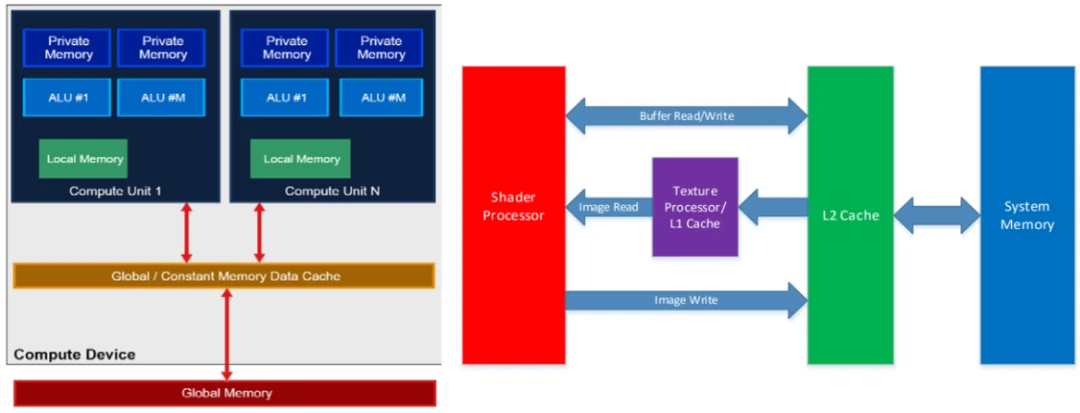 Private
Memory
Private
Memory
ALU #1
ALU #M
Local Memory
Compute Unit 1
Private
Memory
Private
Memory
ALU #1
ALU #M
Local Memory
Compute Unit N
Global / Constant Memory Data Cache
Compute Device
Global Memory
Shader
Processor
Buffer Read/Write
Image Read
Texture
Processor/
L1 Cache
Image Write
L2 Cache
System
Memory